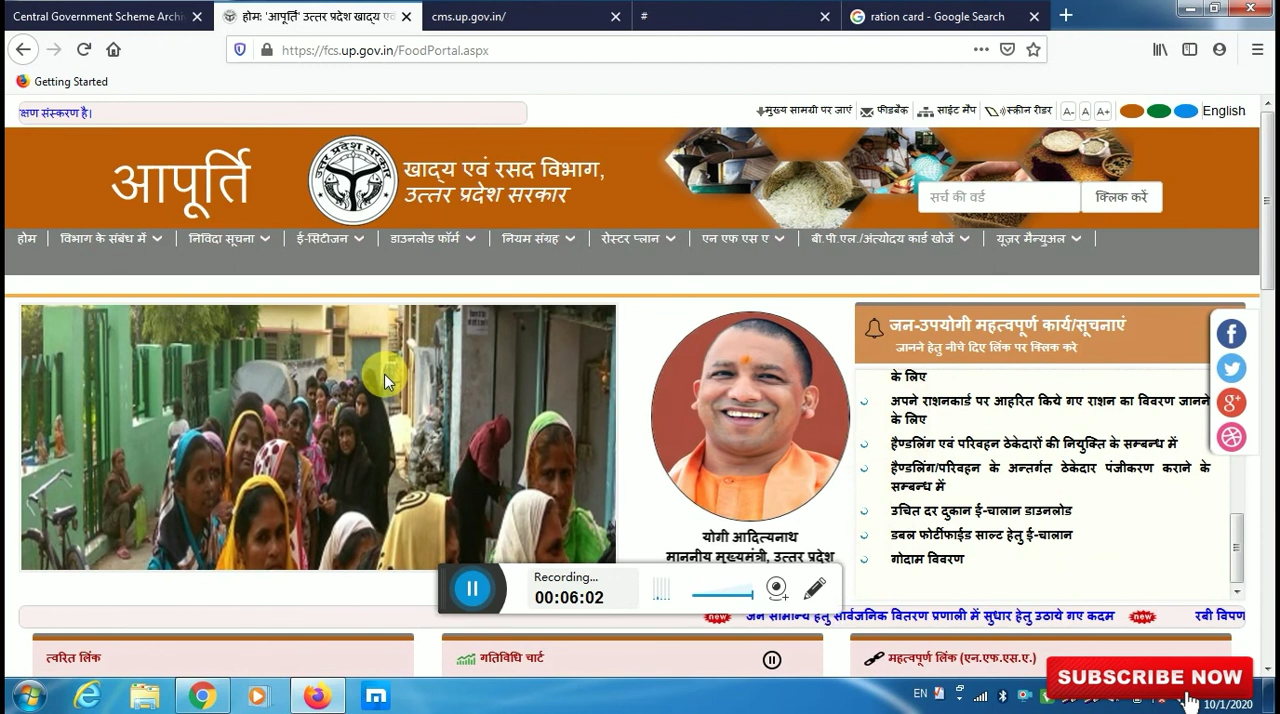 Central Government Scheme Archi
होम: 'आपूर्ति' उत्तर प्रदेश खाद्य एवं
cms.up.gov.in/
#
ration card - Google Search
https://fcs.up.gov.in/FoodPortal.aspx
Getting Started
क्षण संस्करण है।
मुख्य सामग्री पर जाएं
फीडबैक
साईट मैप
स्क्रीन रीडर
A-
A
A+
English
आपूर्ति
खाद्य एवं रसद विभाग,
उत्तर प्रदेश सरकार
सर्च की वर्ड
क्लिक करें
होम
विभाग के संबंध में
निविदा सूचना
ई-सिटीजन
डाउनलोड फॉर्म
नियम संग्रह
रोस्टर प्लान
एन एफ एस ए
बी.पी.एल./अंत्योदय कार्ड खोजें
यूज़र मैन्युअल
जन-उपयोगी महत्वपूर्ण कार्य/सूचनाएं
जानने हेतु नीचे दिए लिंक पर क्लिक करे
के लिए
अपने राशनकार्ड पर आहरित किये गए राशन का विवरण जानने
के लिए
हैण्डलिंग एवं परिवहन ठेकेदारों की नियुक्ति के सम्बन्ध में
हैण्डलिंग/परिवहन के अन्तर्गत ठेकेदार पंजीकरण कराने के
सम्बन्ध में
उचित दर दुकान ई-चालान डाउनलोड
डबल फोर्टीफाईड साल्ट हेतु ई-चालान
गोदाम विवरण
योगी आदित्यनाथ
माननीय मुख्यमंत्री, उत्तर प्रदेश
Recording...
00:06:02
new जन सामान्य हेतु सार्वजनिक वितरण प्रणाली में सुधार हेतु उठाये गए कदम new रबी विपण
त्वरित लिंक
गतिविधि चार्ट
महत्वपूर्ण लिंक (एन.एफ.एस.ए.)
SUBSCRIBE NOW
EN
10/1/2020